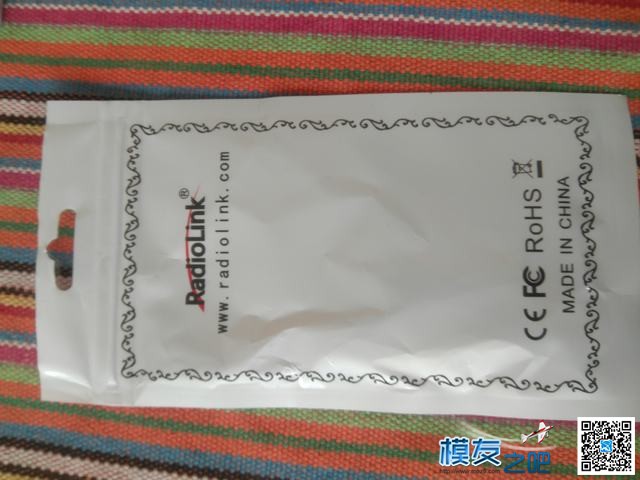 RadioLink®
www.radiolink.com
CE FC RoHS
MADE IN CHINA
模友之吧